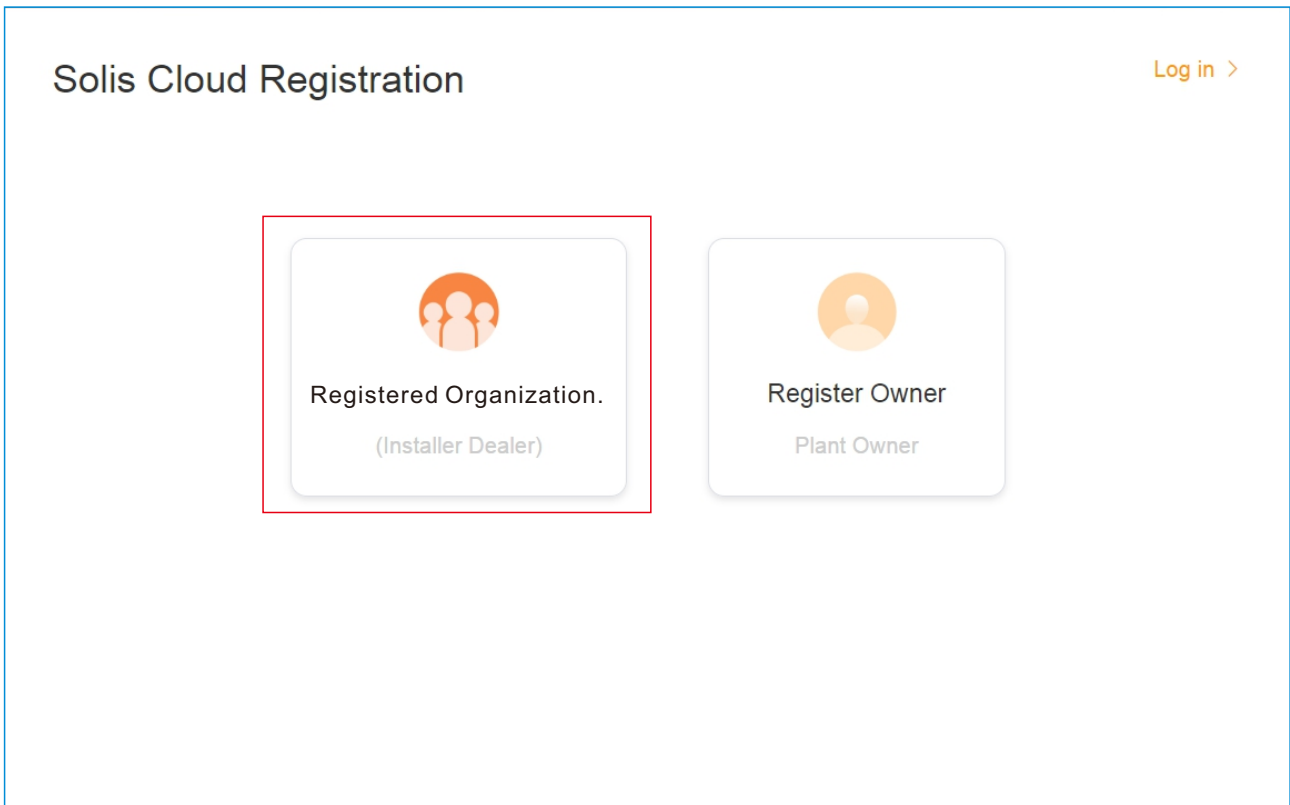 Solis Cloud Registration
Log in
Registered Organization.
(Installer Dealer)
Register Owner
Plant Owner